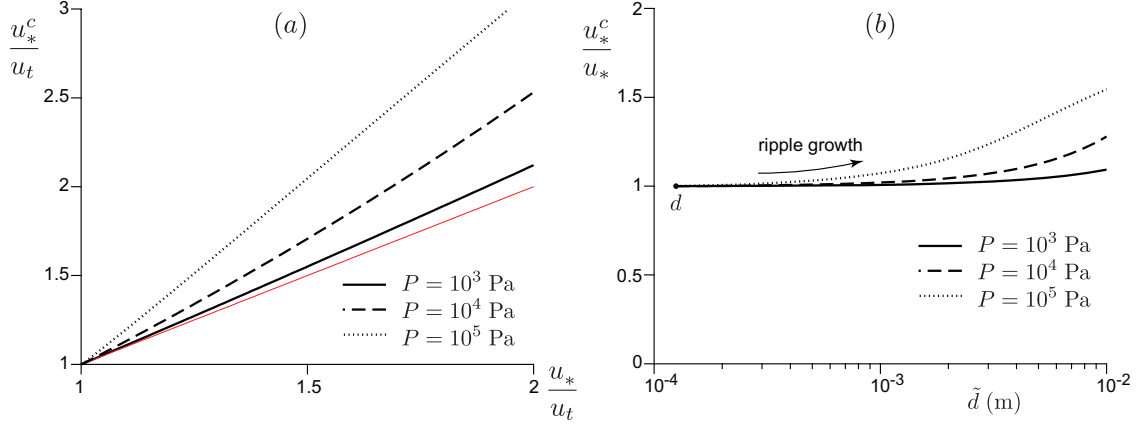 (a)
u_*^c / u_t
3
2.5
2
1.5
1
P = 10^3 Pa
P = 10^4 Pa
P = 10^5 Pa
1
1.5
2
u_* / u_t
(b)
u_*^c / u_*
2
1.5
1
0.5
0
ripple growth
d
P = 10^3 Pa
P = 10^4 Pa
P = 10^5 Pa
10^-4
10^-3
10^-2
d̃ (m)